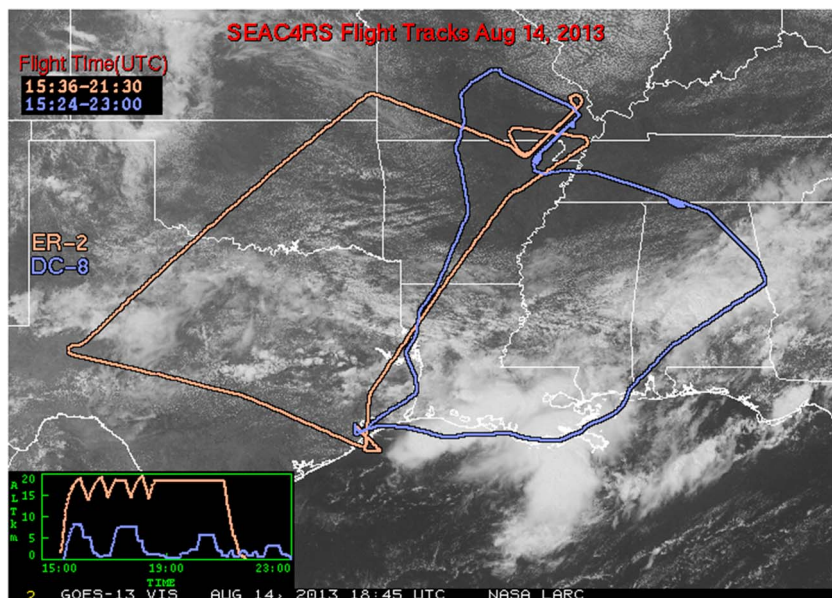 SEAC4RS Flight Tracks Aug 14, 2013
Flight Time(UTC)
15:36-21:30
15:24-23:00
ER-2
DC-8
20
15
10
5
0
ALT km
15:00 19:00 23:00
TIME
2 GOES-13 VIS AUG 14, 2013 18:45 UTC NASA LARC